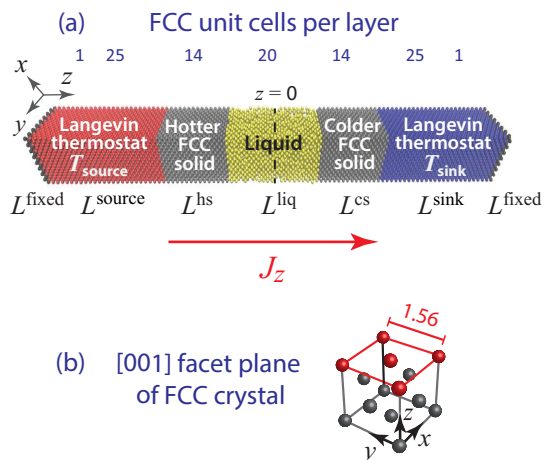 (a) FCC unit cells per layer
1 25 14 20 14 25 1
x z y
z = 0
Langevin thermostat T_source
Hotter FCC solid
Liquid
Colder FCC solid
Langevin thermostat T_sink
L^fixed L^source L^hs L^liq L^cs L^sink L^fixed
J_z
(b) [001] facet plane
of FCC crystal
1.56
z
y x